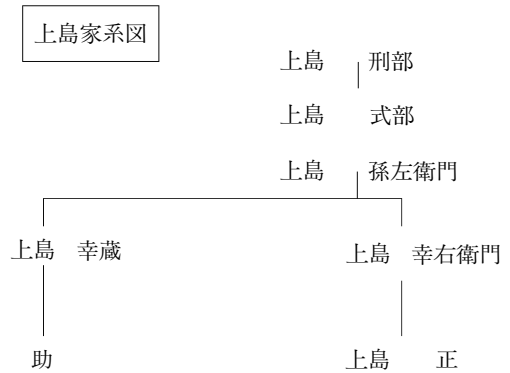 上島家系図
上島 刑部
上島 式部
上島 孫左衛門
上島 幸蔵 上島 幸右衛門
助 上島 正